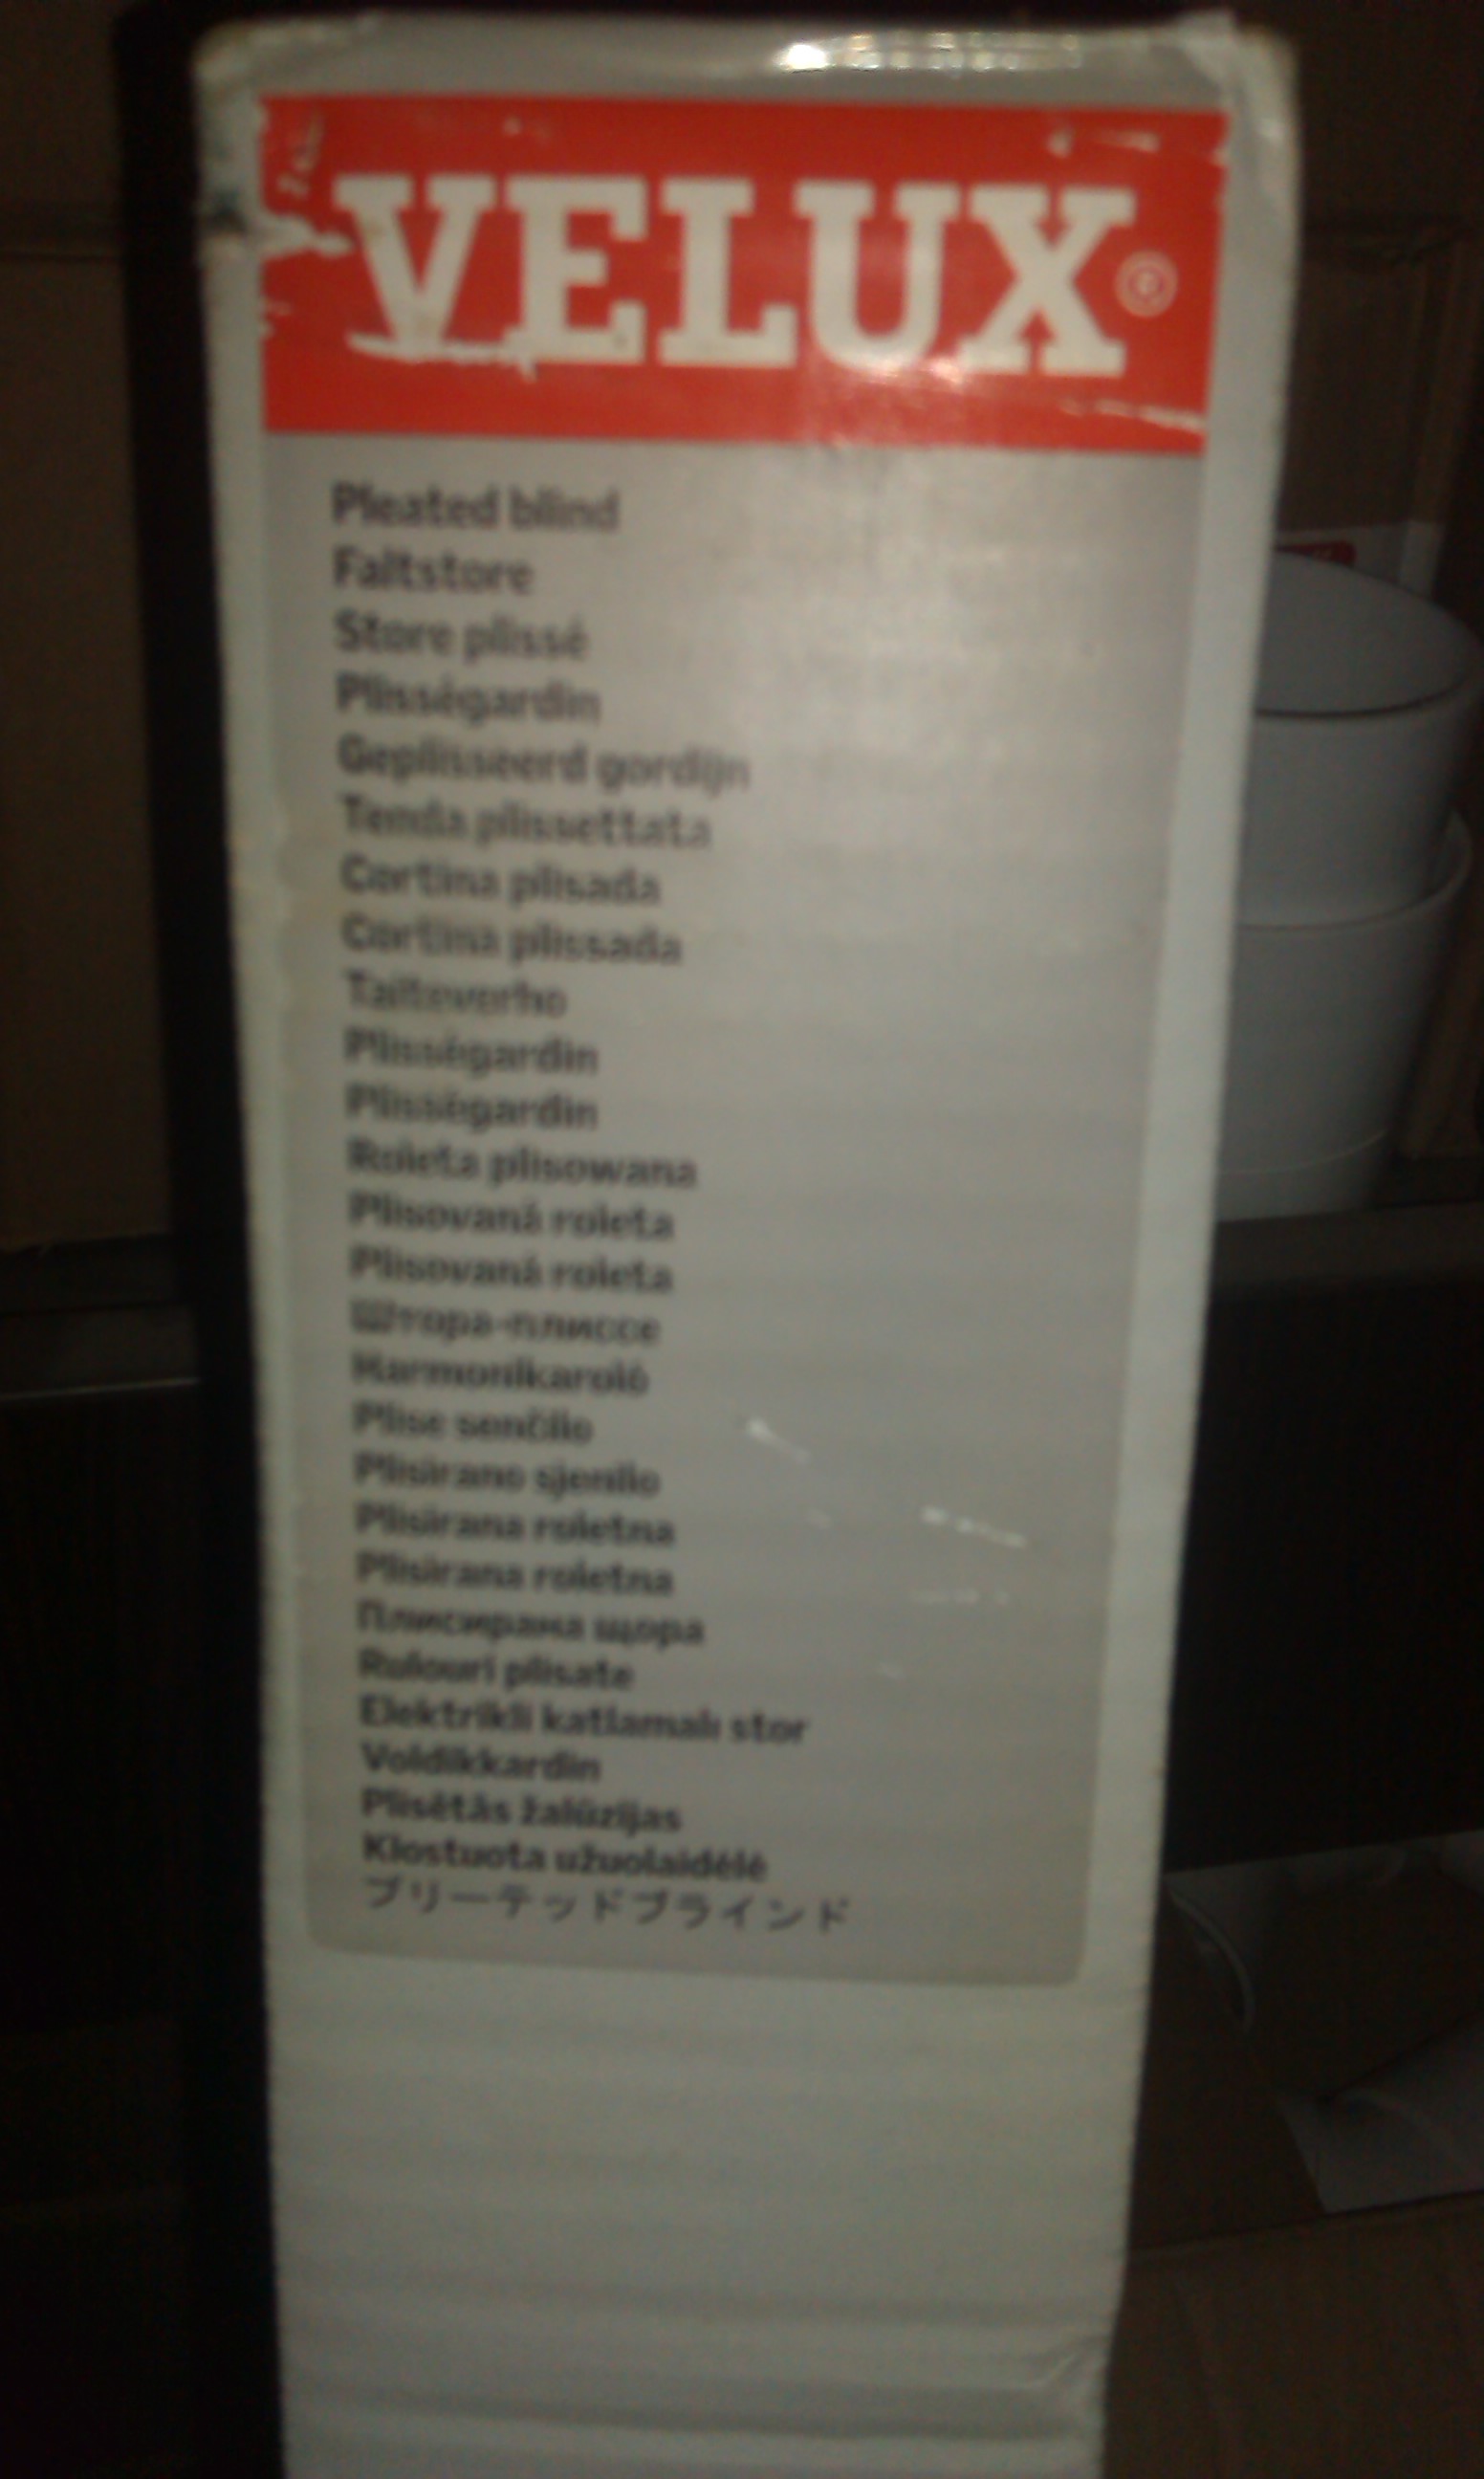 VELUX®
Pleated blind
Faltstore
Store plissé
Plisségardin
Geplisseerd gordijn
Tenda plissettata
Cortina plisada
Cortina plissada
Taiteverho
Plisségardin
Plisségardin
Roleta plisowana
Plisovaná roleta
Plisovaná roleta
Штора-плиссе
Harmonikaroló
Plise senčilo
Plisirano sjenilo
Plisirana roletna
Plisirana roletna
Плисирана щора
Rulouri plisate
Elektrikli katlamalı stor
Voldikkardin
Plisētās žalūzijas
Klostuota užuolaidėlė
プリーテッドブラインド